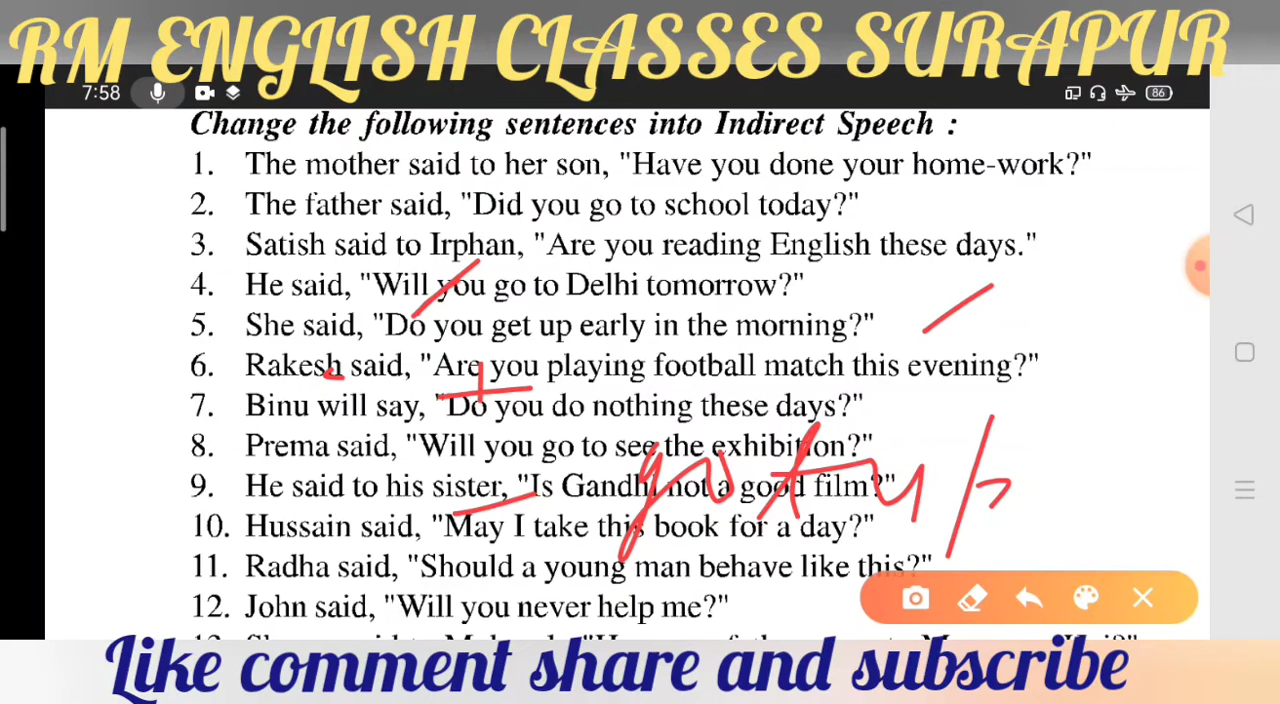 RM ENGLISH CLASSES SURAPUR
7:58 86
Change the following sentences into Indirect Speech :
1. The mother said to her son, "Have you done your home-work?"
2. The father said, "Did you go to school today?"
3. Satish said to Irphan, "Are you reading English these days."
4. He said, "Will you go to Delhi tomorrow?"
5. She said, "Do you get up early in the morning?"
6. Rakesh said, "Are you playing football match this evening?"
7. Binu will say, "Do you do nothing these days?"
8. Prema said, "Will you go to see the exhibition?"
9. He said to his sister, "Is Gandhi not a good film?"
10. Hussain said, "May I take this book for a day?"
11. Radha said, "Should a young man behave like this?"
12. John said, "Will you never help me?"
Like comment share and subscribe